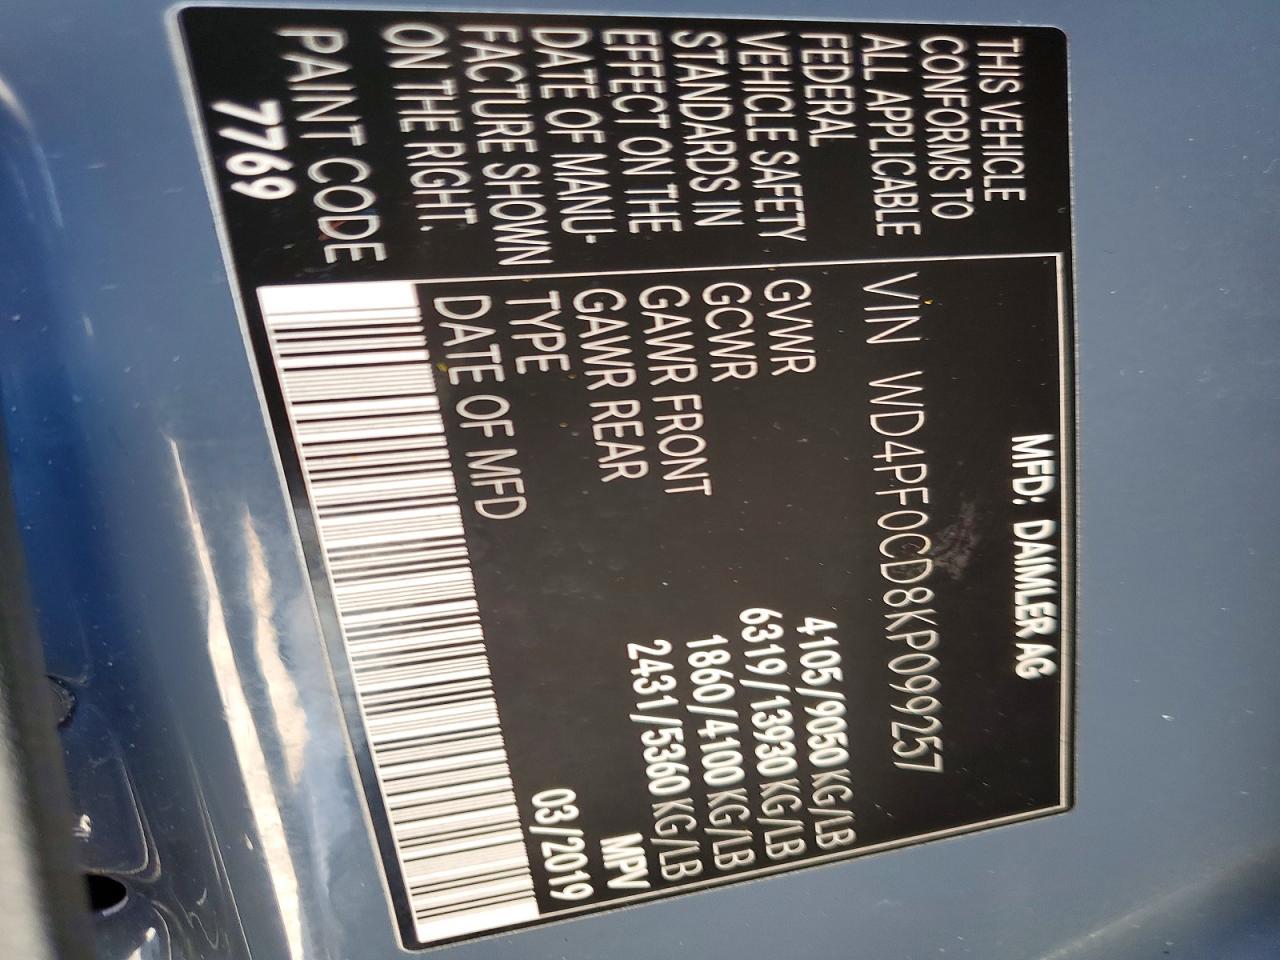 MFD: DAIMLER AG
THIS VEHICLE
CONFORMS TO
ALL APPLICABLE
FEDERAL
VEHICLE SAFETY
STANDARDS IN
EFFECT ON THE
DATE OF MANU-
FACTURE SHOWN
ON THE RIGHT.
PAINT CODE
7769
VIN WD4PF0CD8KP099257
GVWR 4105/9050 KG/LB
GCWR 6319/13930 KG/LB
GAWR FRONT 1860/4100 KG/LB
GAWR REAR 2431/5360 KG/LB
TYPE MPV
DATE OF MFD 03/2019